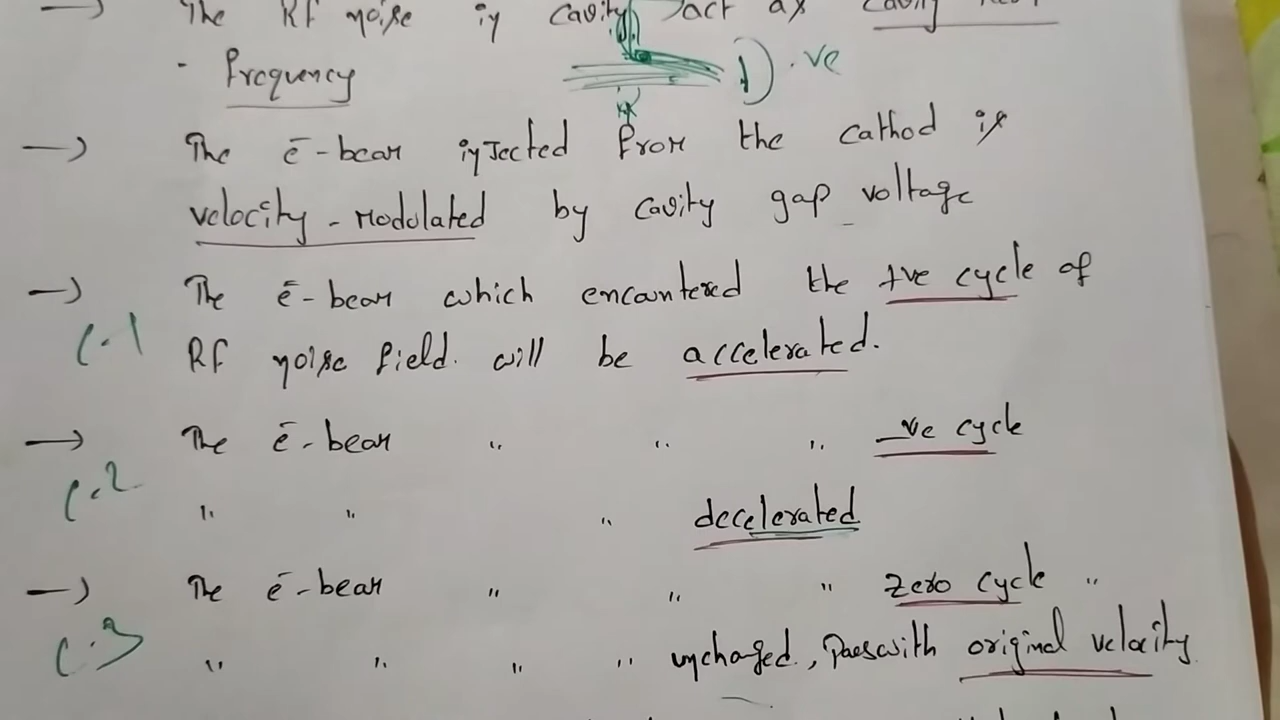 → The RF noise in Cavity act as Cavity
- Frequency
-ve
→ The ē-beam injected from the cathod is
velocity-modulated by cavity gap voltage
→ The ē-beam which encountered the +ve cycle of
C.1 RF noise field. will be accelerated.
→ The ē-beam " " " -ve cycle
C.2 " " " decelerated
→ The ē-beam " " " Zero cycle "
C.3 " " " " unchanged, Pass with original velocity